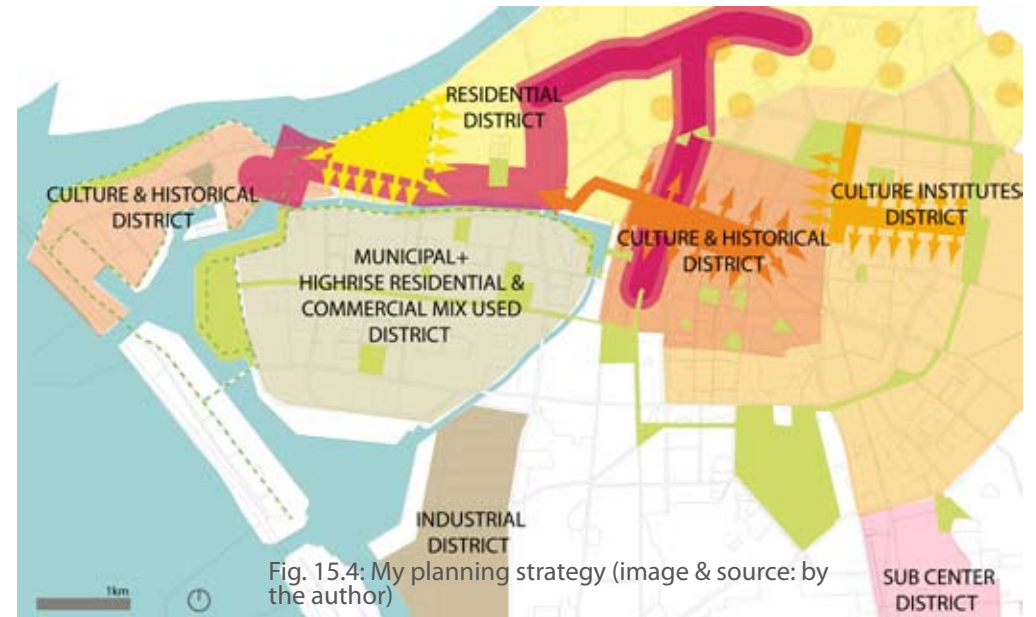 RESIDENTIAL
DISTRICT
CULTURE & HISTORICAL
DISTRICT
CULTURE INSTITUTES
DISTRICT
CULTURE & HISTORICAL
DISTRICT
MUNICIPAL+
HIGHRISE RESIDENTIAL &
COMMERCIAL MIX USED
DISTRICT
INDUSTRIAL
DISTRICT
SUB CENTER
DISTRICT
1km
Fig. 15.4: My planning strategy (image & source: by
the author)